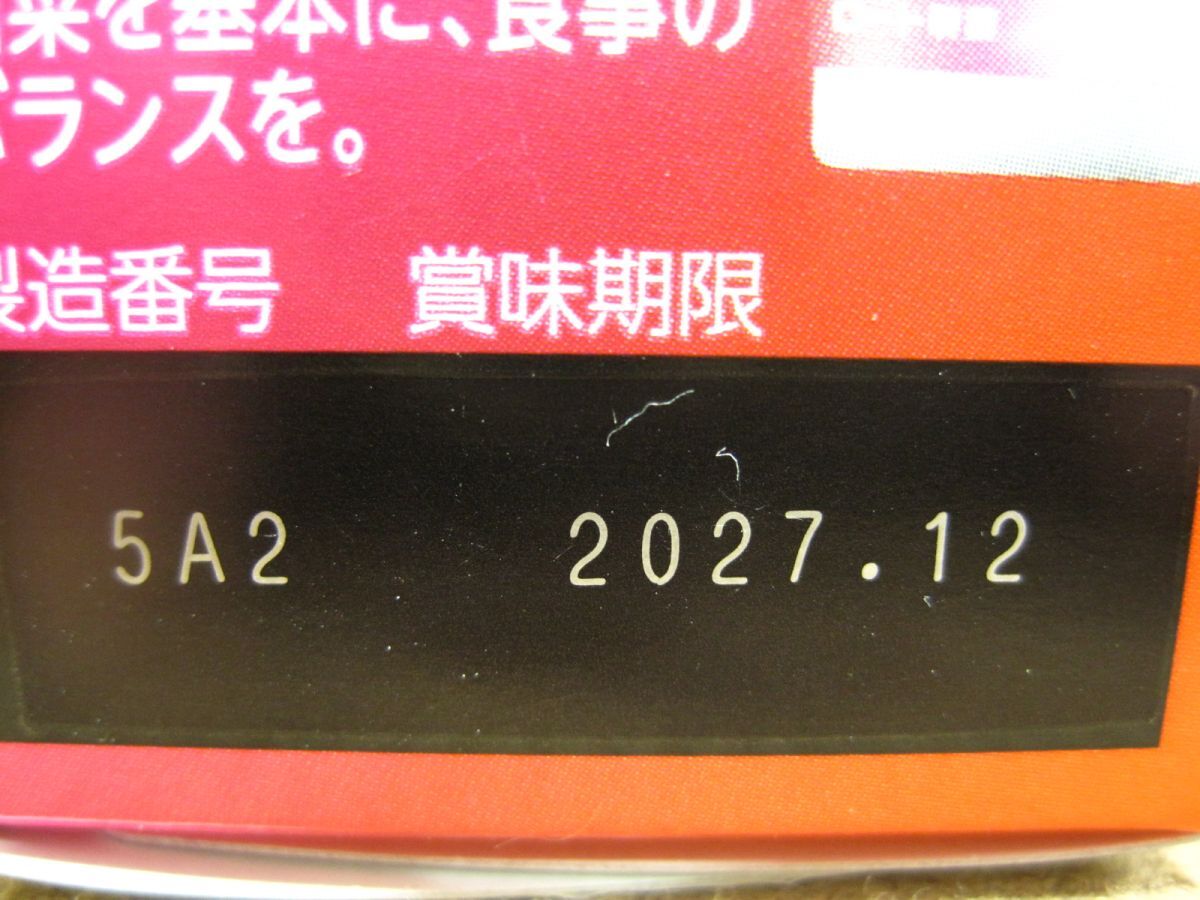 菜を基本に、食事の
バランスを。
製造番号 賞味期限
5A2 2027.12